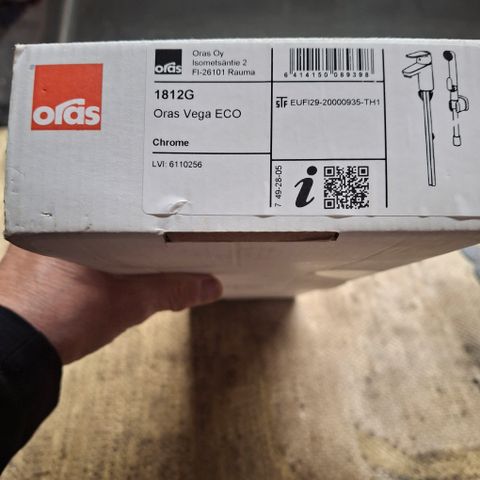 oras
oras
Oras Oy
Isometsäntie 2
FI-26101 Rauma
1812G
Oras Vega ECO
Chrome
LVI: 6110256
6 414150 089398
STF EUFI29-20000935-TH1
7 49-28-05
i